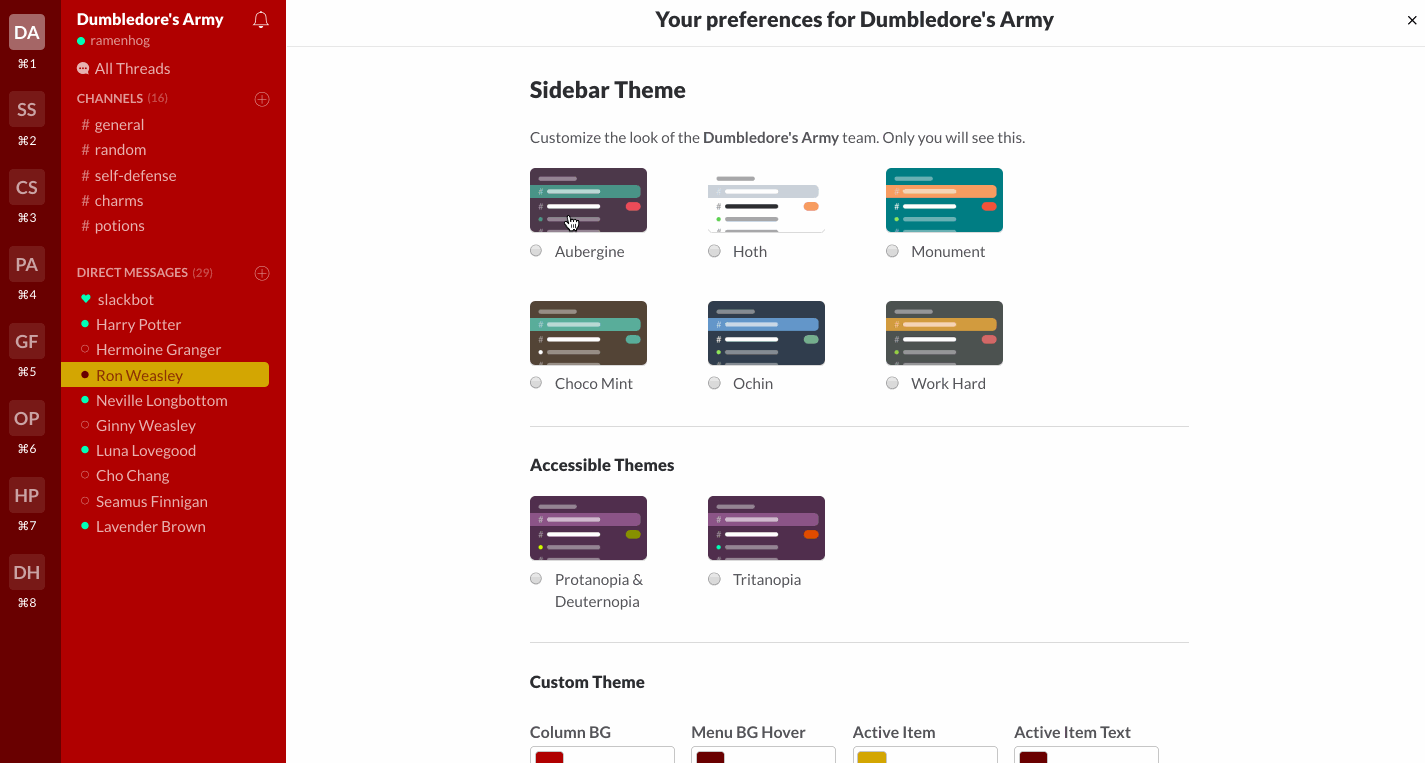 DA
⌘1
SS
⌘2
CS
⌘3
PA
⌘4
GF
⌘5
OP
⌘6
HP
⌘7
DH
⌘8
Dumbledore's Army
ramenhog
All Threads
CHANNELS (16)
# general
# random
# self-defense
# charms
# potions
DIRECT MESSAGES (29)
slackbot
Harry Potter
Hermoine Granger
Ron Weasley
Neville Longbottom
Ginny Weasley
Luna Lovegood
Cho Chang
Seamus Finnigan
Lavender Brown
Your preferences for Dumbledore's Army
Sidebar Theme
Customize the look of the Dumbledore's Army team. Only you will see this.
Aubergine
Hoth
Monument
Choco Mint
Ochin
Work Hard
Accessible Themes
Protanopia &
Deuternopia
Tritanopia
Custom Theme
Column BG
Menu BG Hover
Active Item
Active Item Text